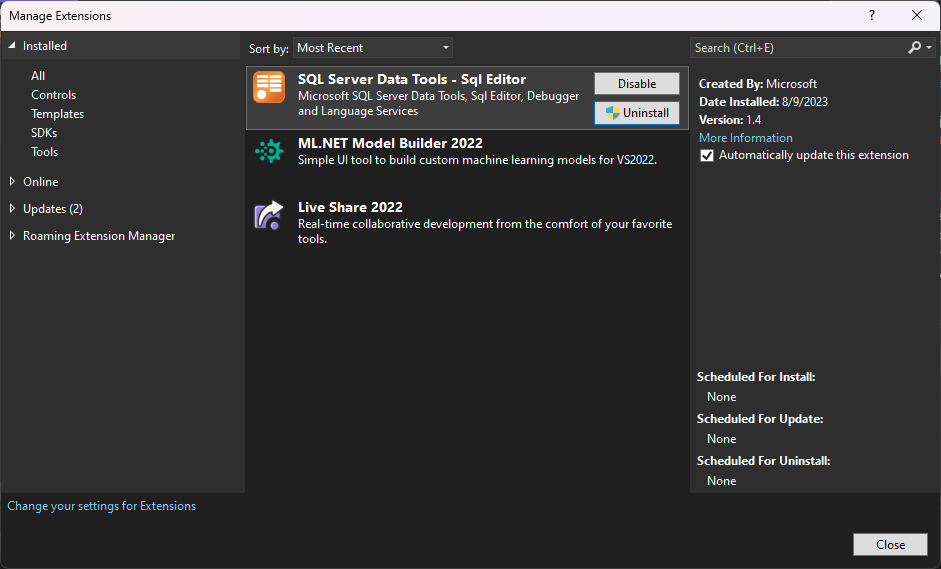 Manage Extensions
?
Installed
All
Controls
Templates
SDKs
Tools
Online
Updates (2)
Roaming Extension Manager
Change your settings for Extensions
Sort by: Most Recent
SQL Server Data Tools - Sql Editor
Microsoft SQL Server Data Tools, Sql Editor, Debugger
and Language Services
Disable
Uninstall
ML.NET Model Builder 2022
Simple UI tool to build custom machine learning models for VS2022.
Live Share 2022
Real-time collaborative development from the comfort of your favorite
tools.
Search (Ctrl+E)
Created By: Microsoft
Date Installed: 8/9/2023
Version: 1.4
More Information
Automatically update this extension
Scheduled For Install:
None
Scheduled For Update:
None
Scheduled For Uninstall:
None
Close